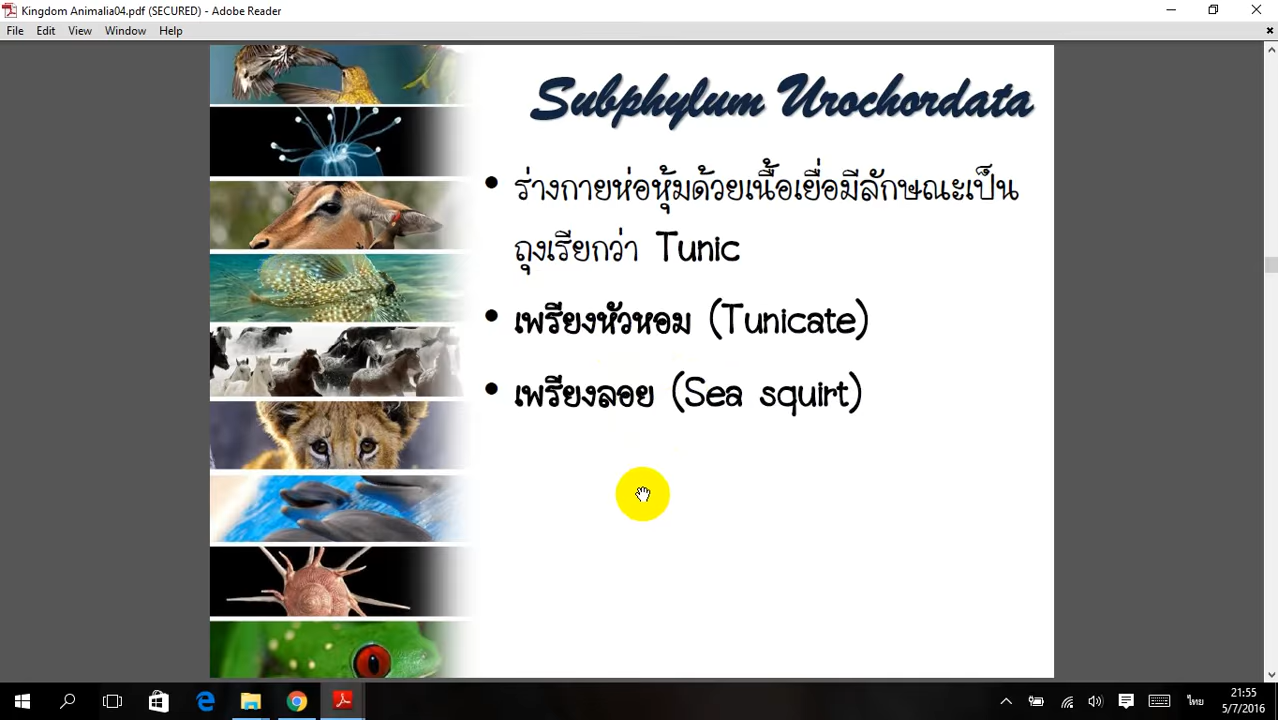 Kingdom Animalia04.pdf (SECURED) - Adobe Reader
File Edit View Window Help
Subphylum Urochordata
• ร่างกายห่อหุ้มด้วยเนื้อเยื่อมีลักษณะเป็น
ถุงเรียกว่า Tunic
• เพรียงหัวหอม (Tunicate)
• เพรียงลอย (Sea squirt)
ไทย
21:55
5/7/2016